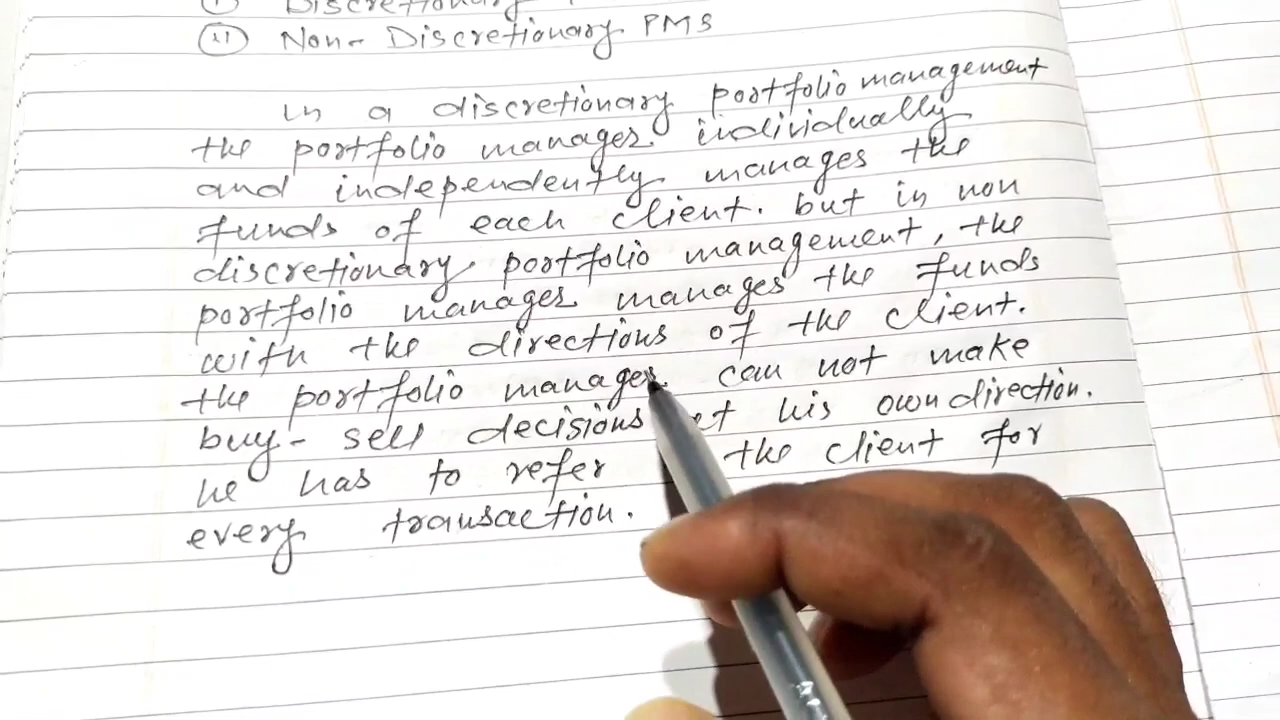 (i) Discretionary
(ii) Non-Discretionary PMS
In a discretionary portfolio management
the portfolio manager individually
and independently manages the
funds of each client. but in non
discretionary portfolio management, the
portfolio manager manages the funds
with the directions of the client.
the portfolio manager can not make
buy-sell decisions at his own direction.
he has to refer the client for
every transaction.